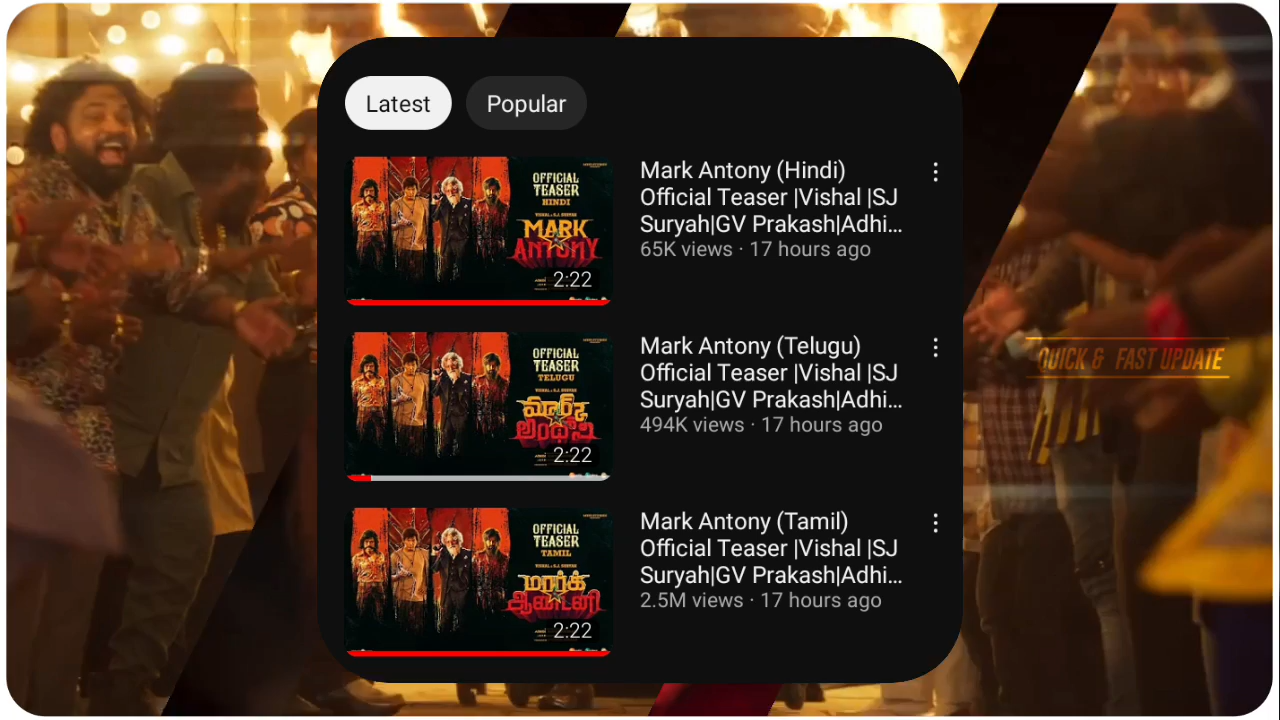 Latest
Popular
OFFICIAL
TEASER
HINDI
MARK
ANTONY
2:22
Mark Antony (Hindi)
Official Teaser |Vishal |SJ
Suryah|GV Prakash|Adhi...
65K views · 17 hours ago
OFFICIAL
TEASER
TELUGU
మార్క్
ఆంటోని
2:22
Mark Antony (Telugu)
Official Teaser |Vishal |SJ
Suryah|GV Prakash|Adhi...
494K views · 17 hours ago
OFFICIAL
TEASER
TAMIL
மார்க்
ஆண்டனி
2:22
Mark Antony (Tamil)
Official Teaser |Vishal |SJ
Suryah|GV Prakash|Adhi...
2.5M views · 17 hours ago
QUICK & FAST UPDATE